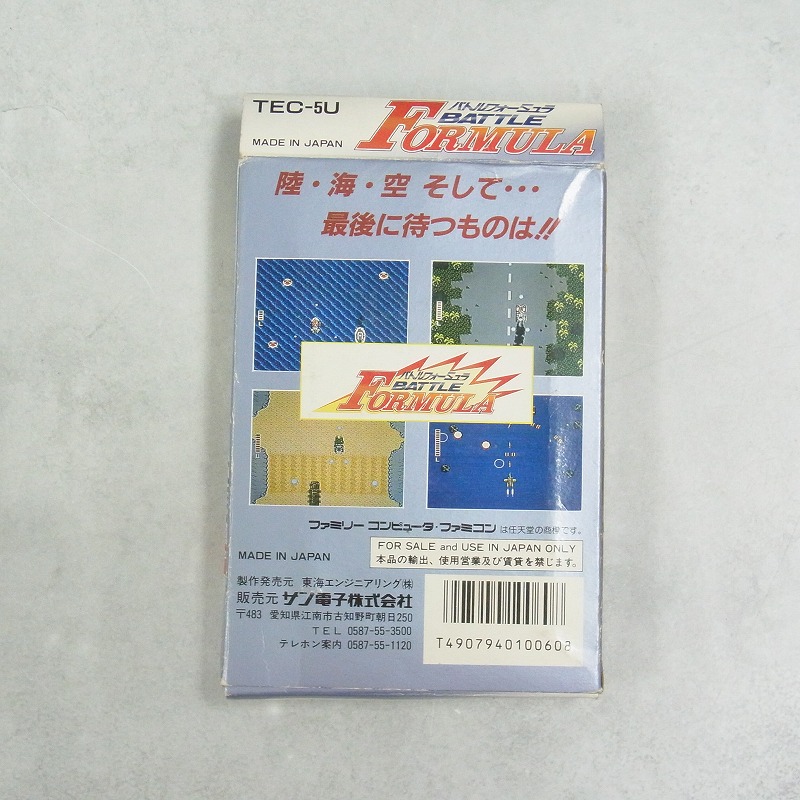 TEC-5U
バトルフォーミュラ
BATTLE
FORMULA
MADE IN JAPAN
陸・海・空 そして・・・
最後に待つものは!!
バトルフォーミュラ
BATTLE
FORMULA
ファミリー コンピュータ・ファミコン は任天堂の商標です。
FOR SALE and USE IN JAPAN ONLY
本品の輸出、使用営業及び賃貸を禁じます。
MADE IN JAPAN
製作発売元 東海エンジニアリング(株)
販売元 サン電子株式会社
〒483 愛知県江南市古知野町朝日250
TEL 0587-55-3500
テレホン案内 0587-55-1120
T4907940100602